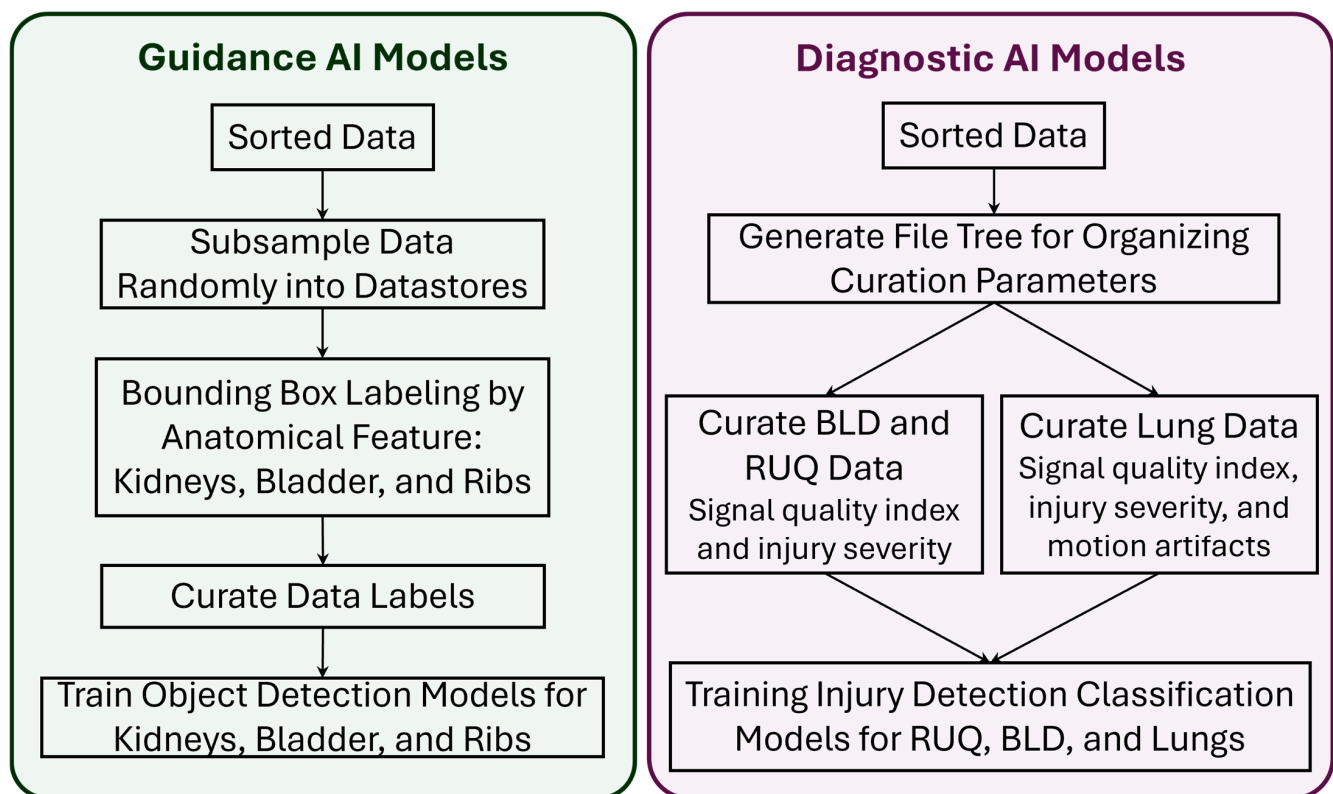 Guidance AI Models
Sorted Data
Subsample Data
Randomly into Datastores
Bounding Box Labeling by
Anatomical Feature:
Kidneys, Bladder, and Ribs
Curate Data Labels
Train Object Detection Models for
Kidneys, Bladder, and Ribs
Diagnostic AI Models
Sorted Data
Generate File Tree for Organizing
Curation Parameters
Curate BLD and
RUQ Data
Signal quality index
and injury severity
Curate Lung Data
Signal quality index,
injury severity, and
motion artifacts
Training Injury Detection Classification
Models for RUQ, BLD, and Lungs